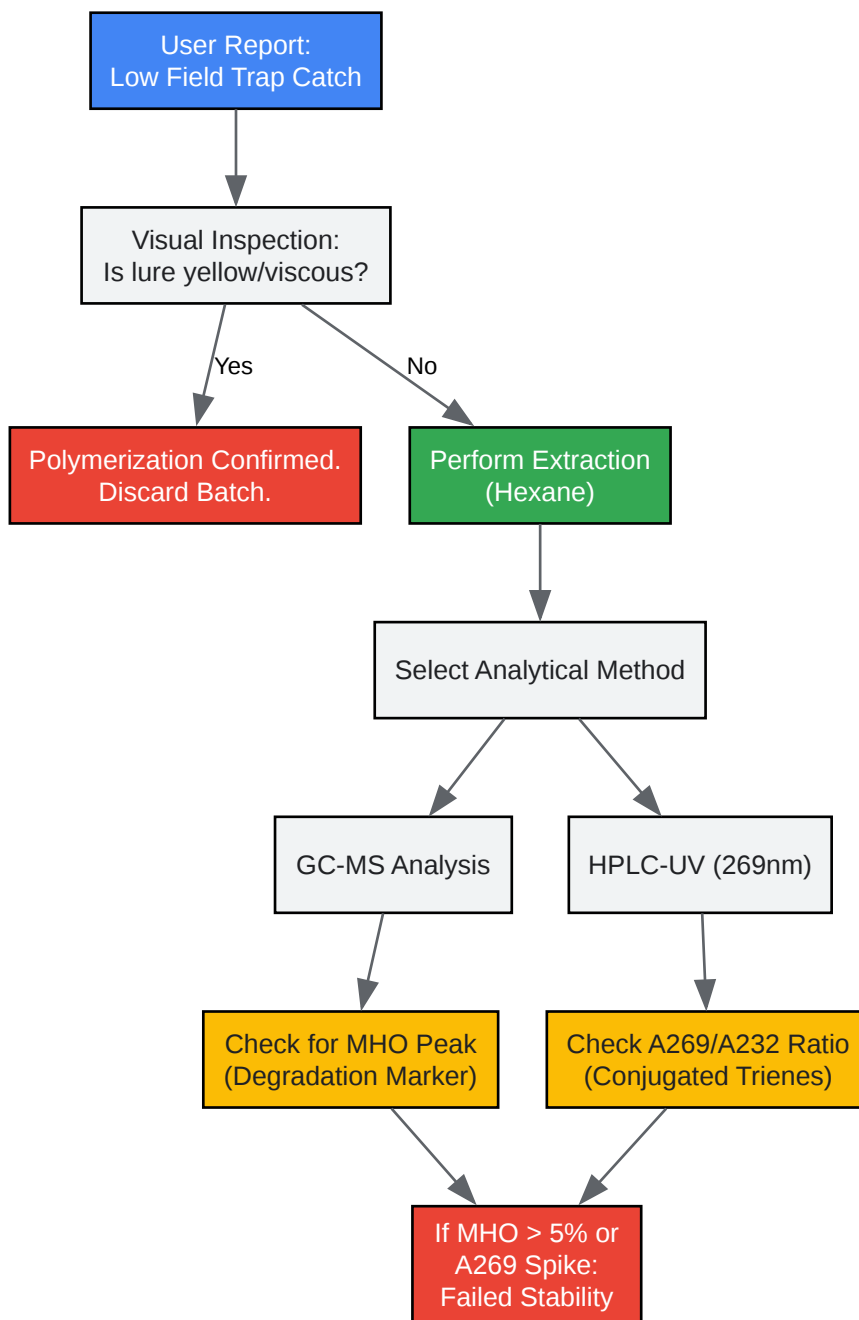 User Report:
Low Field Trap Catch
Visual Inspection:
Is lure yellow/viscous?
Yes
No
Polymerization Confirmed.
Discard Batch.
Perform Extraction
(Hexane)
Select Analytical Method
GC-MS Analysis
HPLC-UV (269nm)
Check for MHO Peak
(Degradation Marker)
Check A269/A232 Ratio
(Conjugated Trienes)
If MHO > 5% or
A269 Spike:
Failed Stability